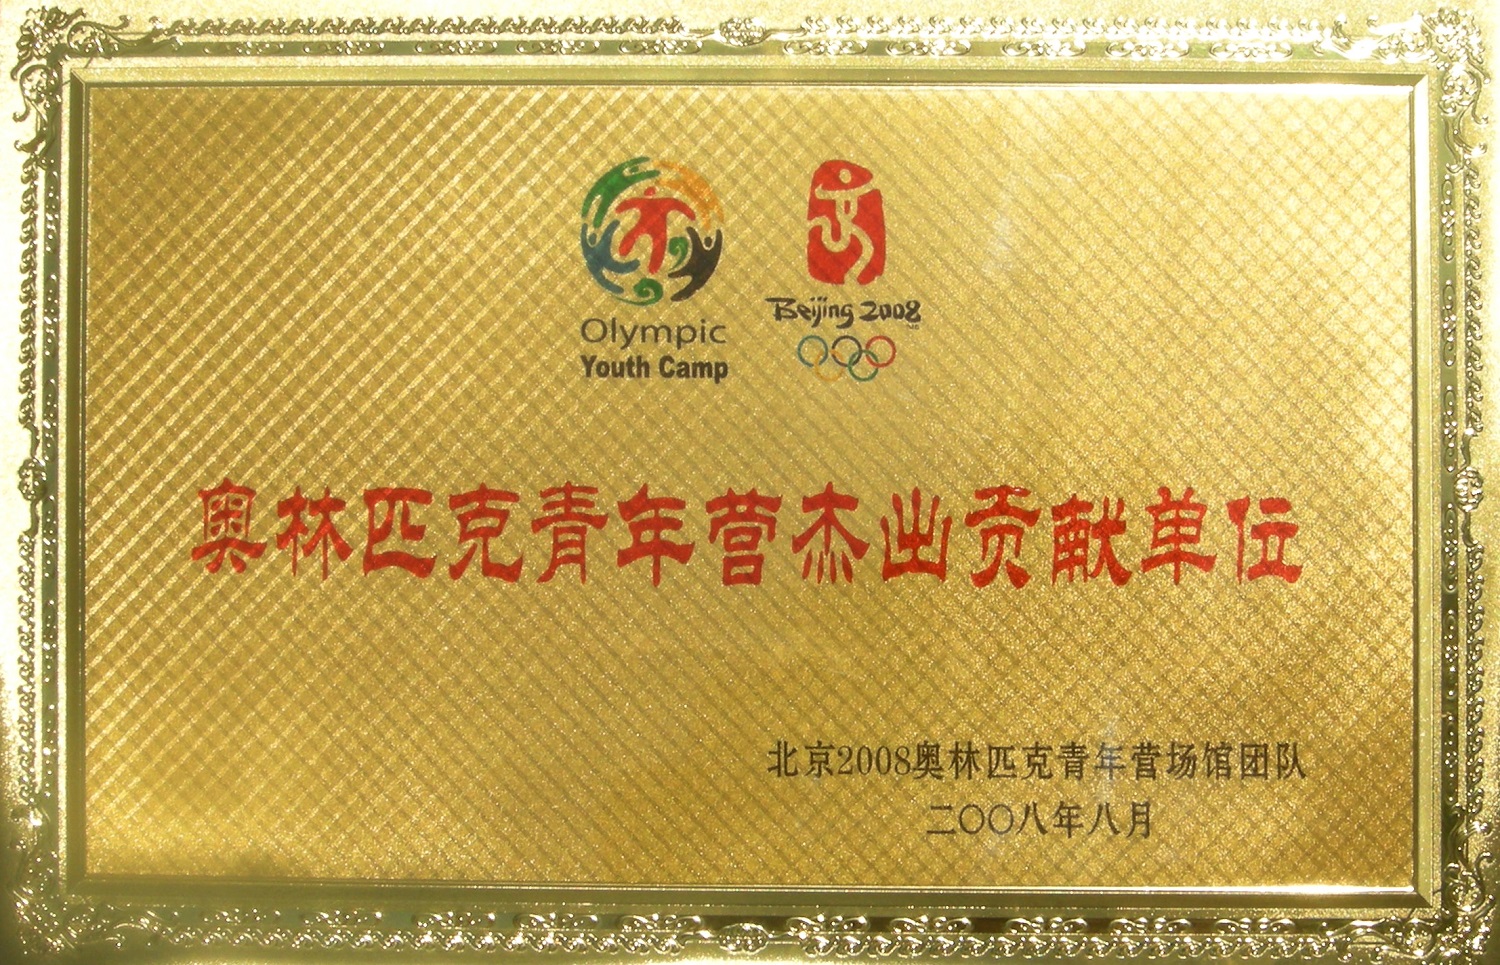 Olympic
Youth Camp
Beijing 2008
奥林匹克青年营杰出贡献单位
北京2008奥林匹克青年营场馆团队
二〇〇八年八月